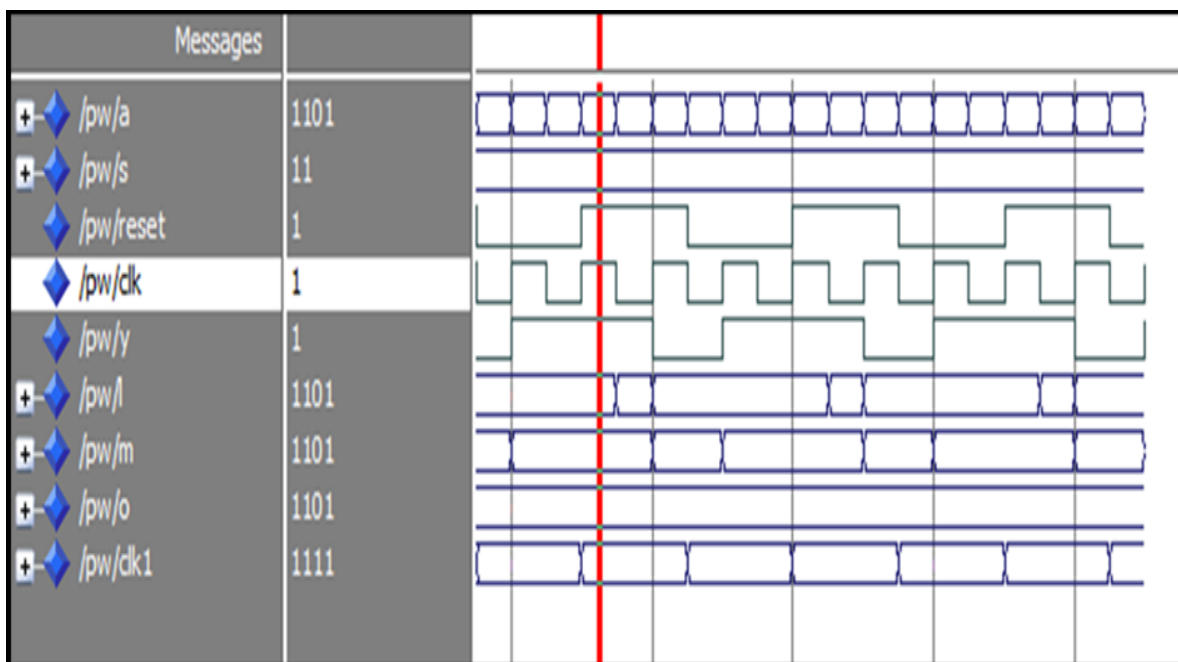 Messages
/pw/a 1101
/pw/s 11
/pw/reset 1
/pw/clk 1
/pw/y 1
/pw/l 1101
/pw/m 1101
/pw/o 1101
/pw/clk1 1111